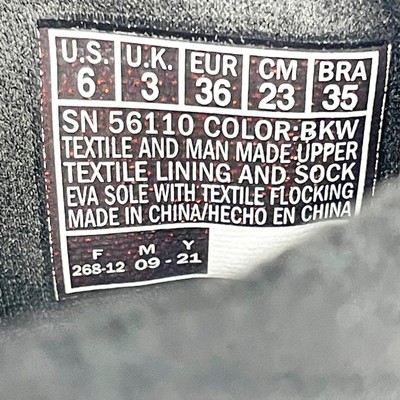 U.S. U.K. EUR CM BRA
6 3 36 23 35
SN 56110 COLOR:BKW
TEXTILE AND MAN MADE UPPER
TEXTILE LINING AND SOCK
EVA SOLE WITH TEXTILE FLOCKING
MADE IN CHINA/HECHO EN CHINA
F M Y
268-12 09 - 21